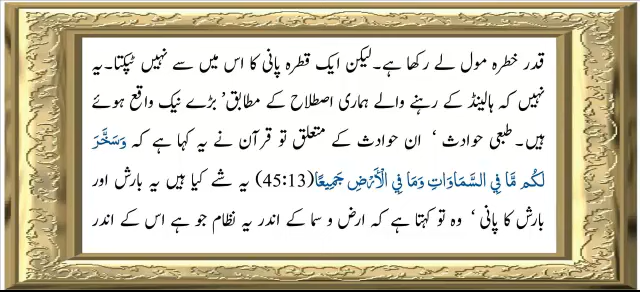 قدر خطرہ مول لے رکھا ہے۔لیکن ایک قطرہ پانی کا اس میں سے نہیں ٹپکتا۔یہ
نہیں کہ ہالینڈ کے رہنے والے ہماری اصطلاح کے مطابق’ بڑے نیک واقع ہوئے
ہیں۔طبعی حوادث ‘ ان حوادث کے متعلق تو قرآن نے یہ کہا ہے کہ وَسَخَّرَ
لَكُم مَّا فِي السَّمَاوَاتِ وَمَا فِي الْأَرْضِ جَمِيعًا(45:13) یہ شے کیا ہیں یہ بارش اور
بارش کا پانی ‘ وہ تو کہتا ہے کہ ارض و سما کے اندر یہ نظام جو ہے اس کے اندر